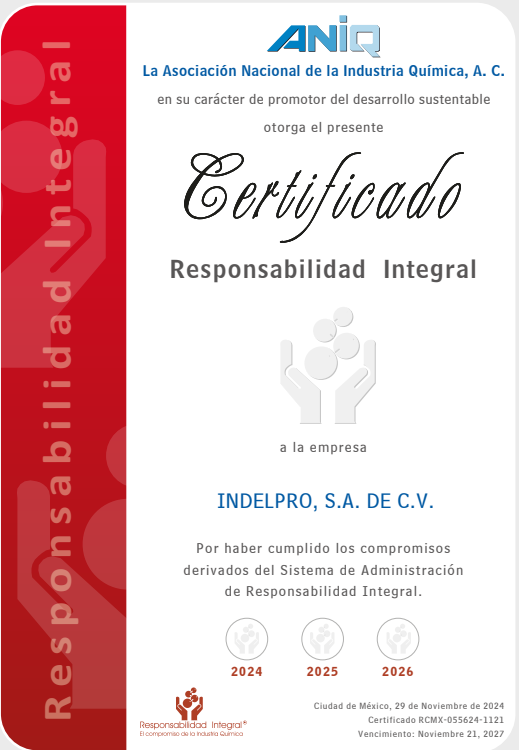 Responsabilidad Integral
ANIQ
La Asociación Nacional de la Industria Química, A. C.
en su carácter de promotor del desarrollo sustentable
otorga el presente
Certificado
Responsabilidad Integral
a la empresa
INDELPRO, S.A. DE C.V.
Por haber cumplido los compromisos
derivados del Sistema de Administración
de Responsabilidad Integral.
2024 2025 2026
Responsabilidad Integral®
El compromiso de la Industria Química
Ciudad de México, 29 de Noviembre de 2024
Certificado RCMX-055624-1121
Vencimiento: Noviembre 21, 2027